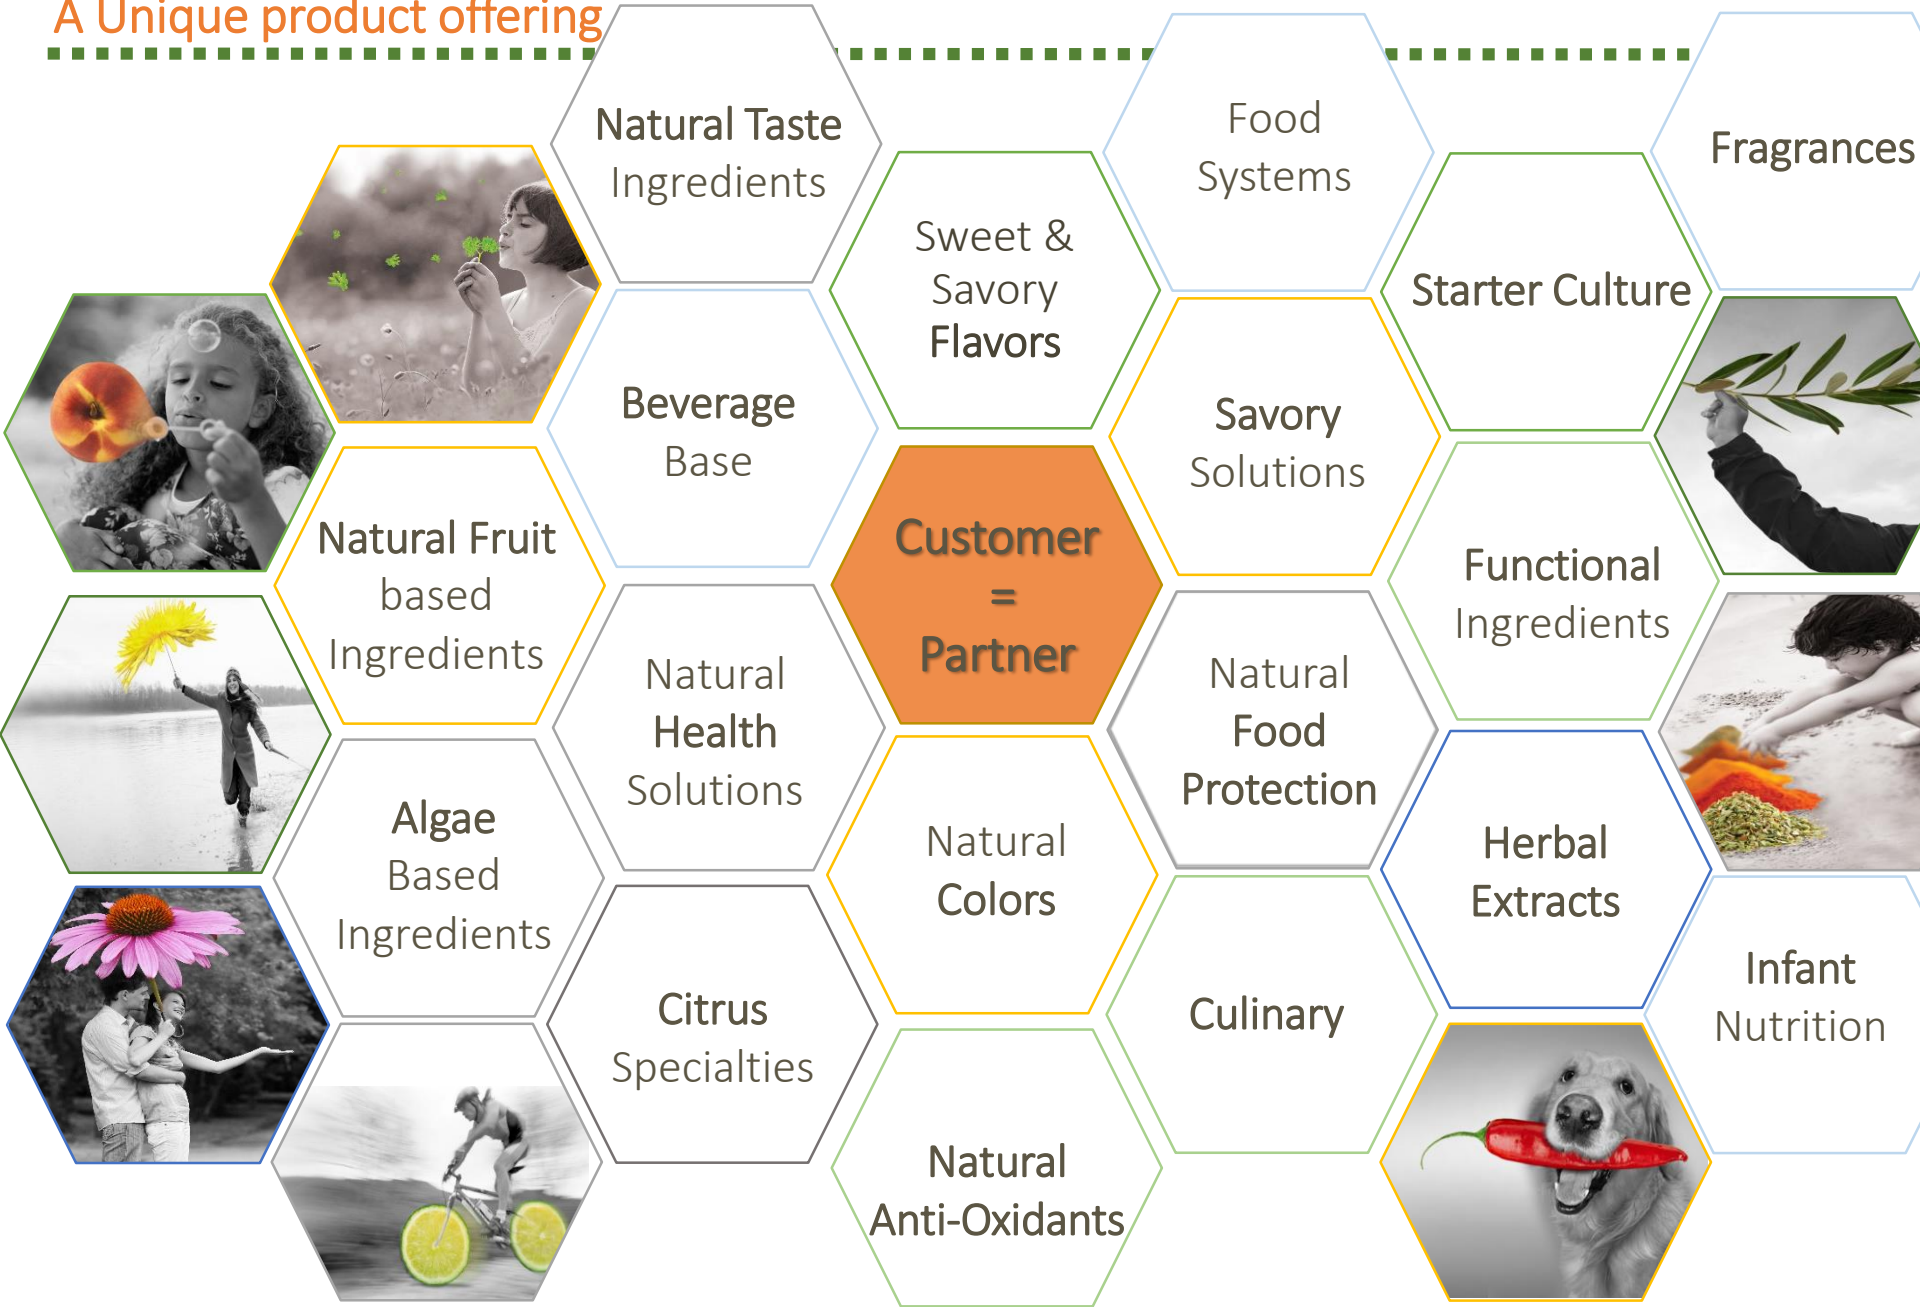 A Unique product offering
Natural Taste
Ingredients
Food
Systems
Fragrances
Sweet &
Savory
Flavors
Starter Culture
Beverage
Base
Savory
Solutions
Natural Fruit
based
Ingredients
Customer
=
Partner
Functional
Ingredients
Natural
Health
Solutions
Natural
Food
Protection
Algae
Based
Ingredients
Natural
Colors
Herbal
Extracts
Citrus
Specialties
Culinary
Infant
Nutrition
Natural
Anti-Oxidants